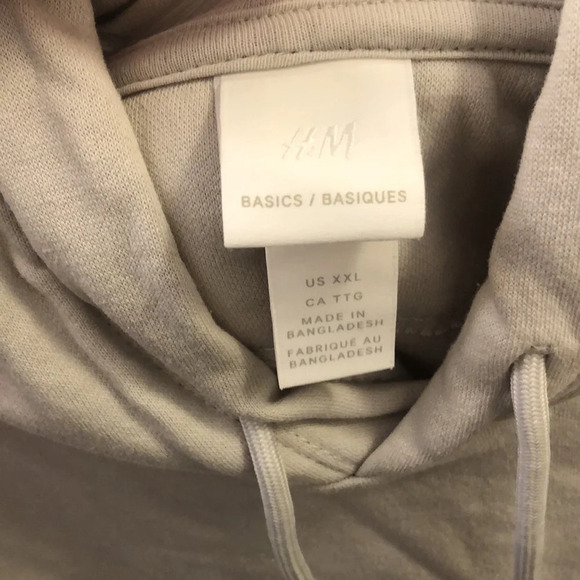 H&M
BASICS / BASIQUES
US XXL
CA TTG
MADE IN
BANGLADESH
FABRIQUÉ AU
BANGLADESH